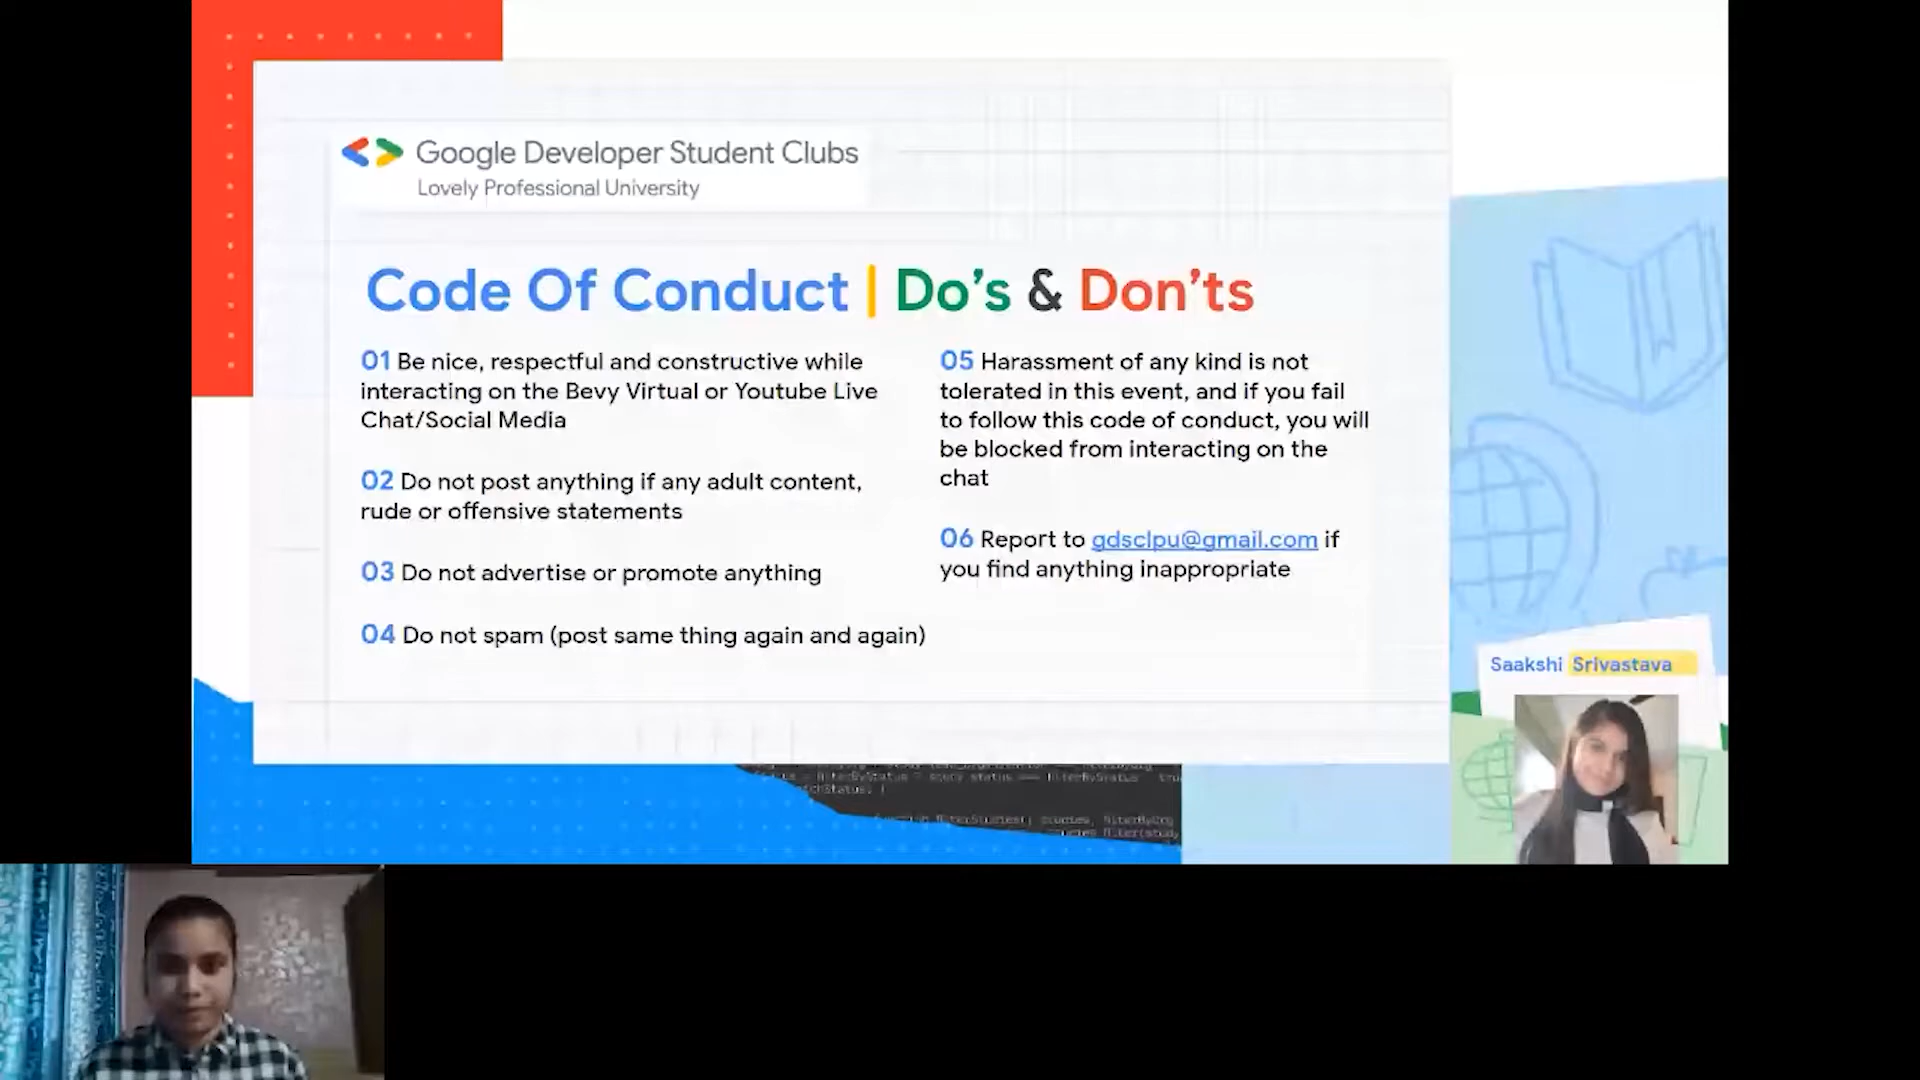 Google Developer Student Clubs
Lovely Professional University
Code Of Conduct | Do's & Don'ts
01 Be nice, respectful and constructive while
interacting on the Bevy Virtual or Youtube Live
Chat/Social Media
02 Do not post anything if any adult content,
rude or offensive statements
03 Do not advertise or promote anything
04 Do not spam (post same thing again and again)
05 Harassment of any kind is not
tolerated in this event, and if you fail
to follow this code of conduct, you will
be blocked from interacting on the
chat
06 Report to gdsclpu@gmail.com if
you find anything inappropriate
Saakshi Srivastava